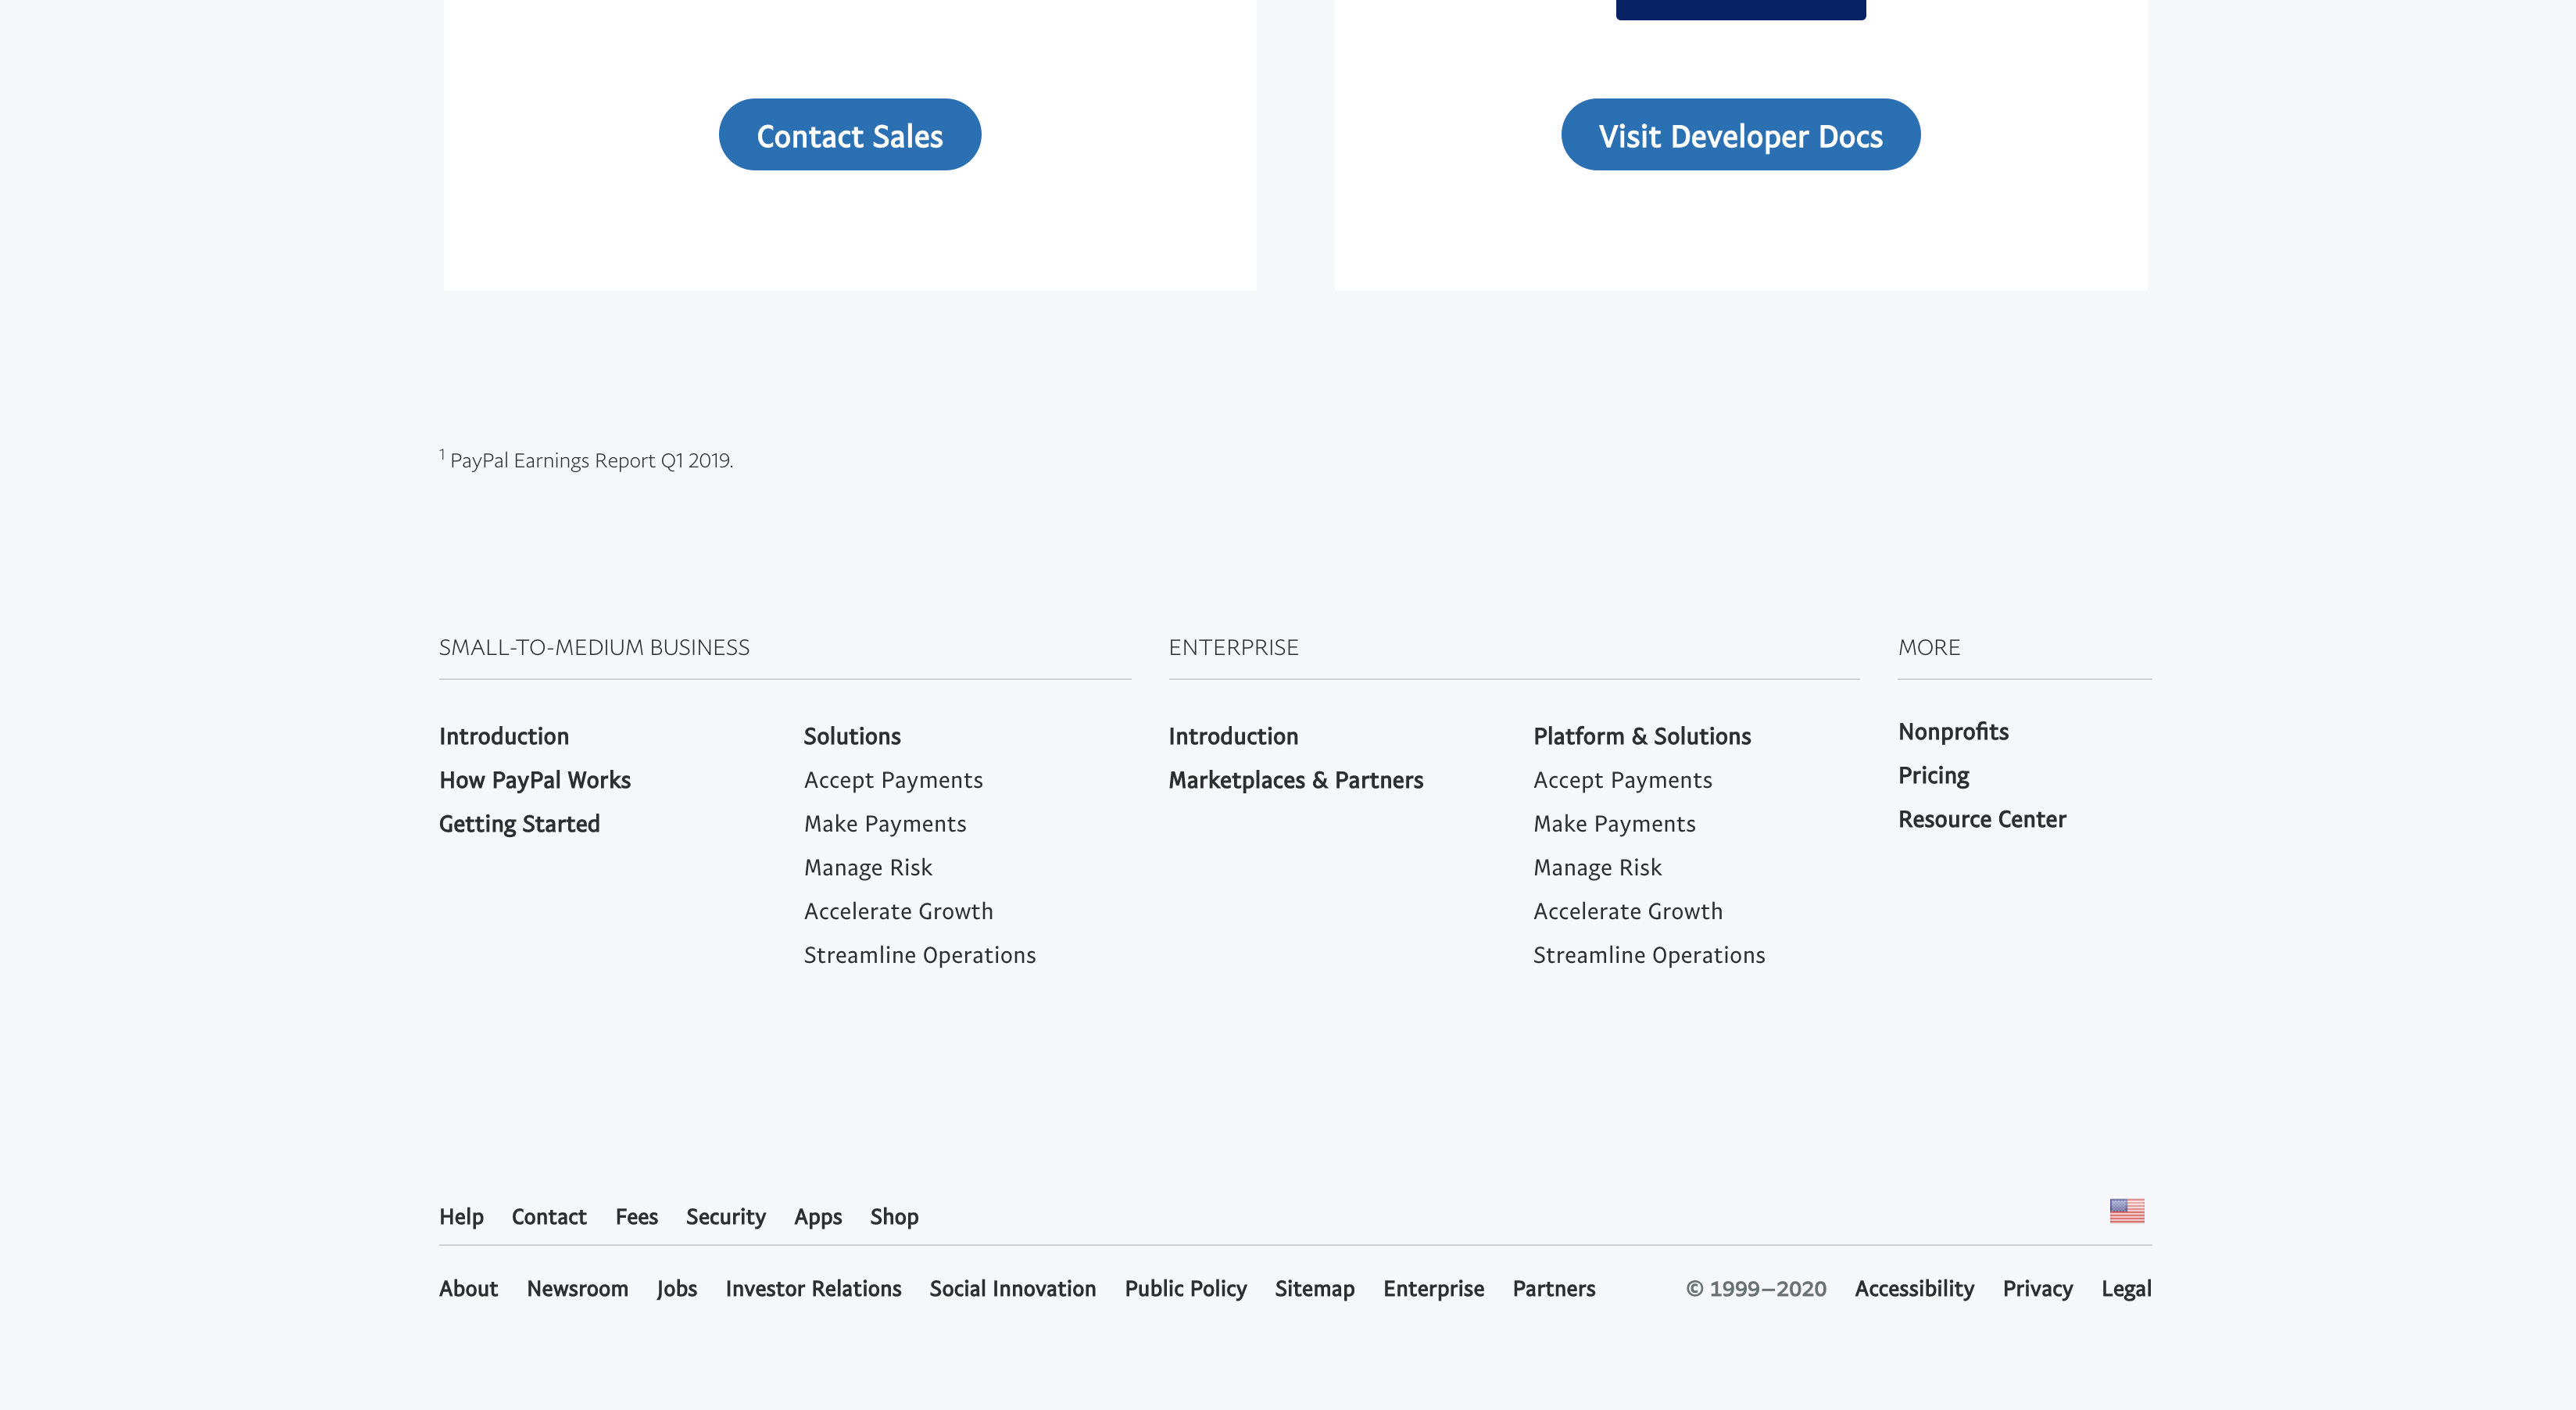 Contact Sales
Visit Developer Docs
1 PayPal Earnings Report Q1 2019.
SMALL-TO-MEDIUM BUSINESS
Introduction
How PayPal Works
Getting Started
Solutions
Accept Payments
Make Payments
Manage Risk
Accelerate Growth
Streamline Operations
ENTERPRISE
Introduction
Marketplaces & Partners
Platform & Solutions
Accept Payments
Make Payments
Manage Risk
Accelerate Growth
Streamline Operations
MORE
Nonprofits
Pricing
Resource Center
Help Contact Fees Security Apps Shop
About Newsroom Jobs Investor Relations Social Innovation Public Policy Sitemap Enterprise Partners © 1999–2020 Accessibility Privacy Legal